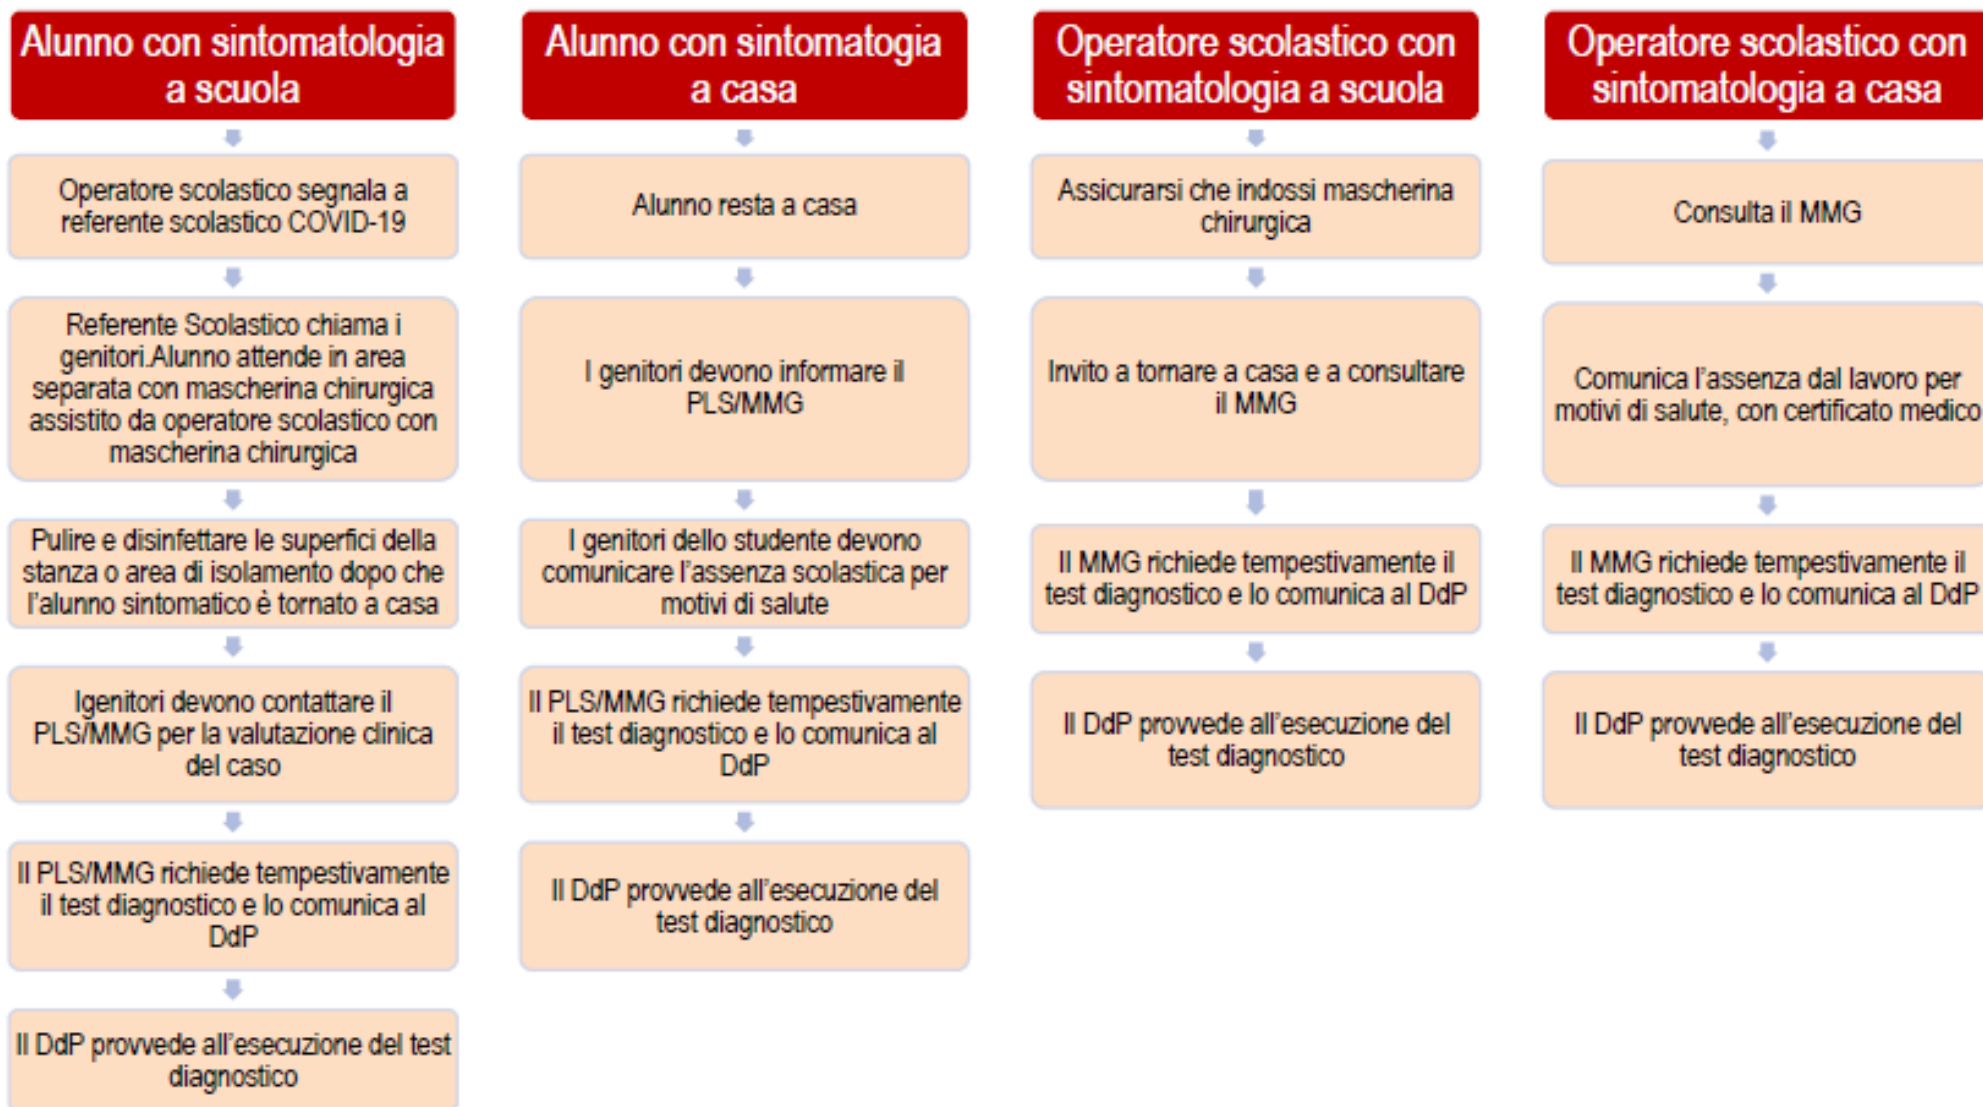 Alunno con sintomatologia
a scuola
Operatore scolastico segnala a
referente scolastico COVID-19
Referente Scolastico chiama i
genitori.Alunno attende in area
separata con mascherina chirurgica
assistito da operatore scolastico con
mascherina chirurgica
Pulire e disinfettare le superfici della
stanza o area di isolamento dopo che
l'alunno sintomatico è tornato a casa
Igenitori devono contattare il
PLS/MMG per la valutazione clinica
del caso
Il PLS/MMG richiede tempestivamente
il test diagnostico e lo comunica al
DdP
Il DdP provvede all'esecuzione del test
diagnostico
Alunno con sintomatogia
a casa
Alunno resta a casa
I genitori devono informare il
PLS/MMG
I genitori dello studente devono
comunicare l'assenza scolastica per
motivi di salute
Il PLS/MMG richiede tempestivamente
il test diagnostico e lo comunica al
DdP
Il DdP provvede all'esecuzione del
test diagnostico
Operatore scolastico con
sintomatologia a scuola
Assicurarsi che indossi mascherina
chirurgica
Invito a tornare a casa e a consultare
il MMG
Il MMG richiede tempestivamente il
test diagnostico e lo comunica al DdP
Il DdP provvede all'esecuzione del
test diagnostico
Operatore scolastico con
sintomatologia a casa
Consulta il MMG
Comunica l'assenza dal lavoro per
motivi di salute, con certificato medico
Il MMG richiede tempestivamente il
test diagnostico e lo comunica al DdP
Il DdP provvede all'esecuzione del
test diagnostico